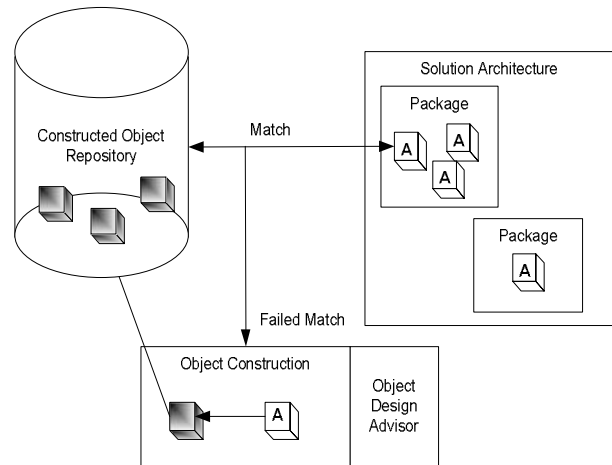 Solution Architecture
Package
A
A
A
Constructed Object
Repository
Match
Package
A
Failed Match
Object Construction
A
Object
Design
Advisor